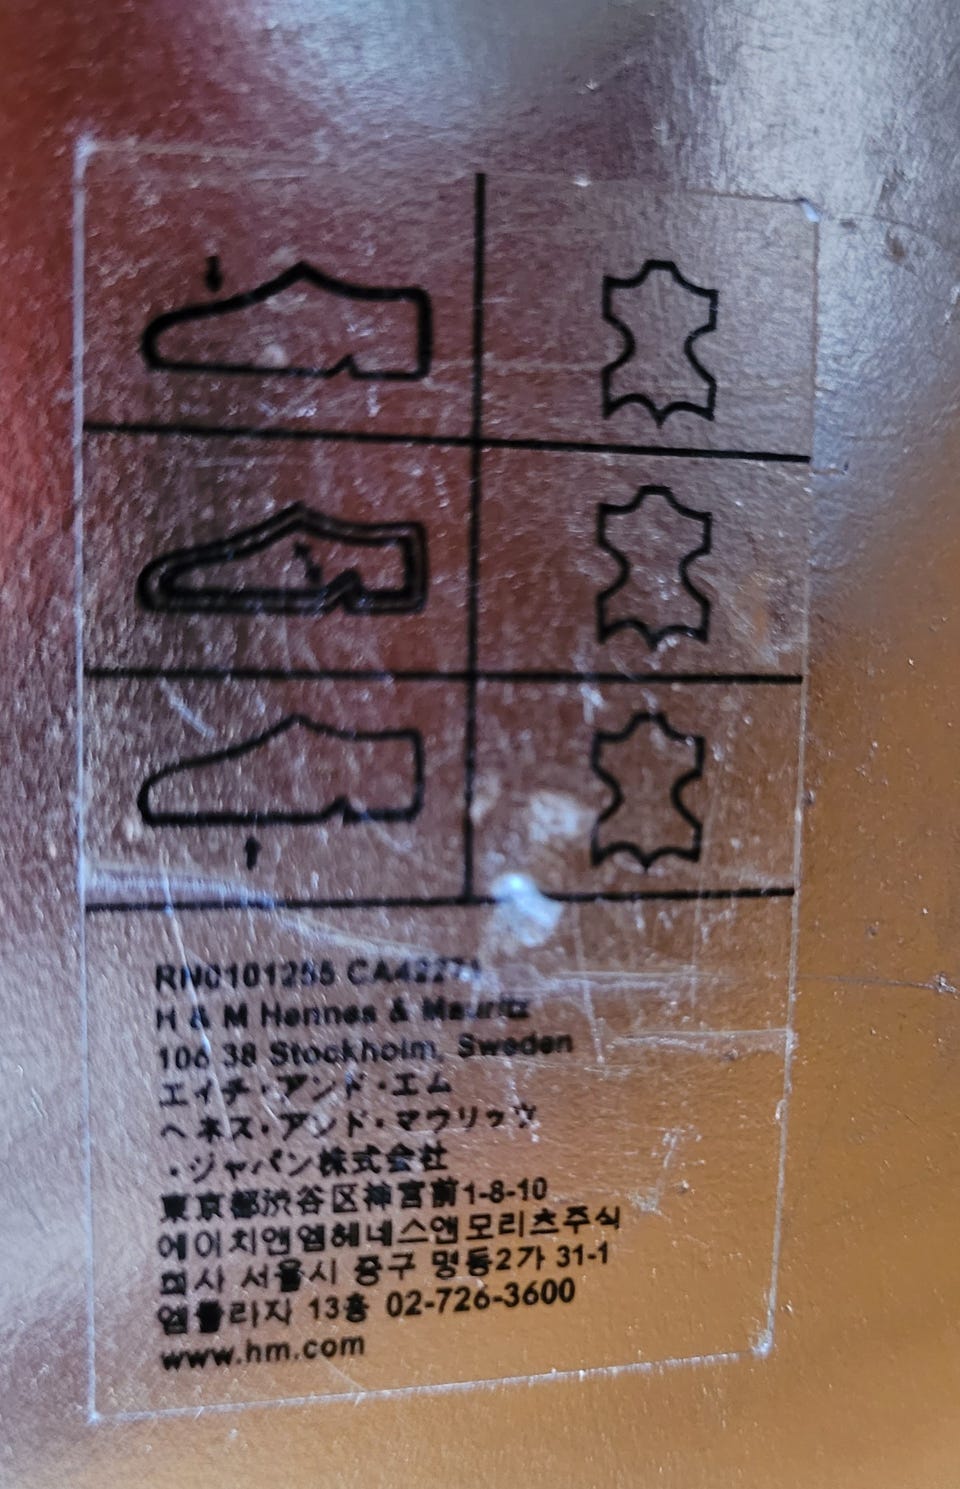 RN0101255 CA42271
H & M Hennes & Mauritz
106 38 Stockholm, Sweden
エイチ・アンド・エム
ヘネス・アンド・マウリッツ
・ジャパン株式会社
東京都渋谷区神宮前1-8-10
에이치앤엠헤네스앤모리츠주식
회사 서울시 중구 명동2가 31-1
엠플라자 13층 02-726-3600
www.hm.com